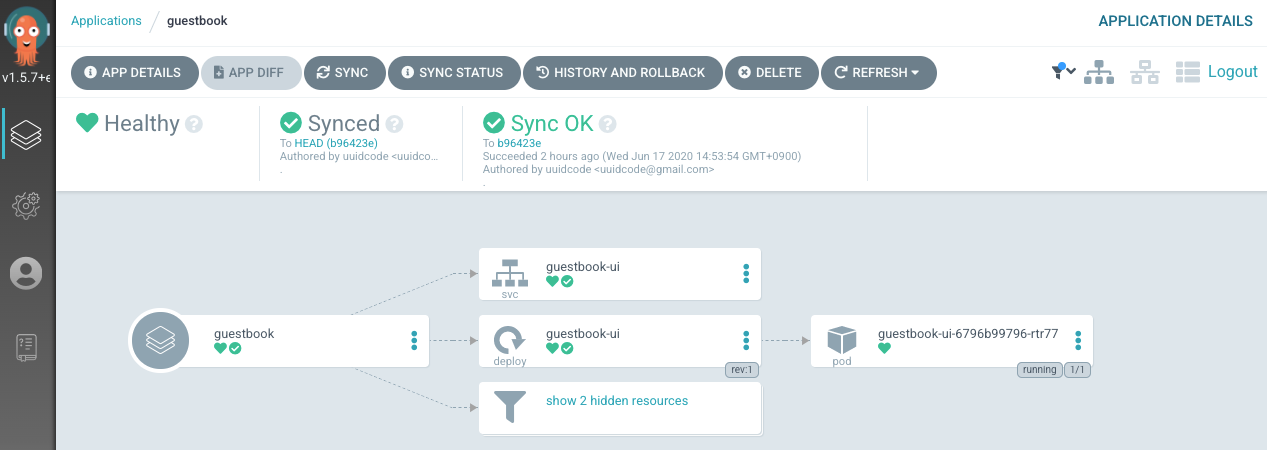 Applications / guestbook
APPLICATION DETAILS
v1.5.7+e
APP DETAILS
APP DIFF
SYNC
SYNC STATUS
HISTORY AND ROLLBACK
DELETE
REFRESH
Logout
Healthy ?
Synced ?
To HEAD (b96423e)
Authored by uuidcode <uuidco...
.
Sync OK ?
To b96423e
Succeeded 2 hours ago (Wed Jun 17 2020 14:53:54 GMT+0900)
Authored by uuidcode <uuidcode@gmail.com>
.
guestbook
guestbook-ui
svc
guestbook-ui
deploy
rev:1
show 2 hidden resources
guestbook-ui-6796b99796-rtr77
pod
running
1/1